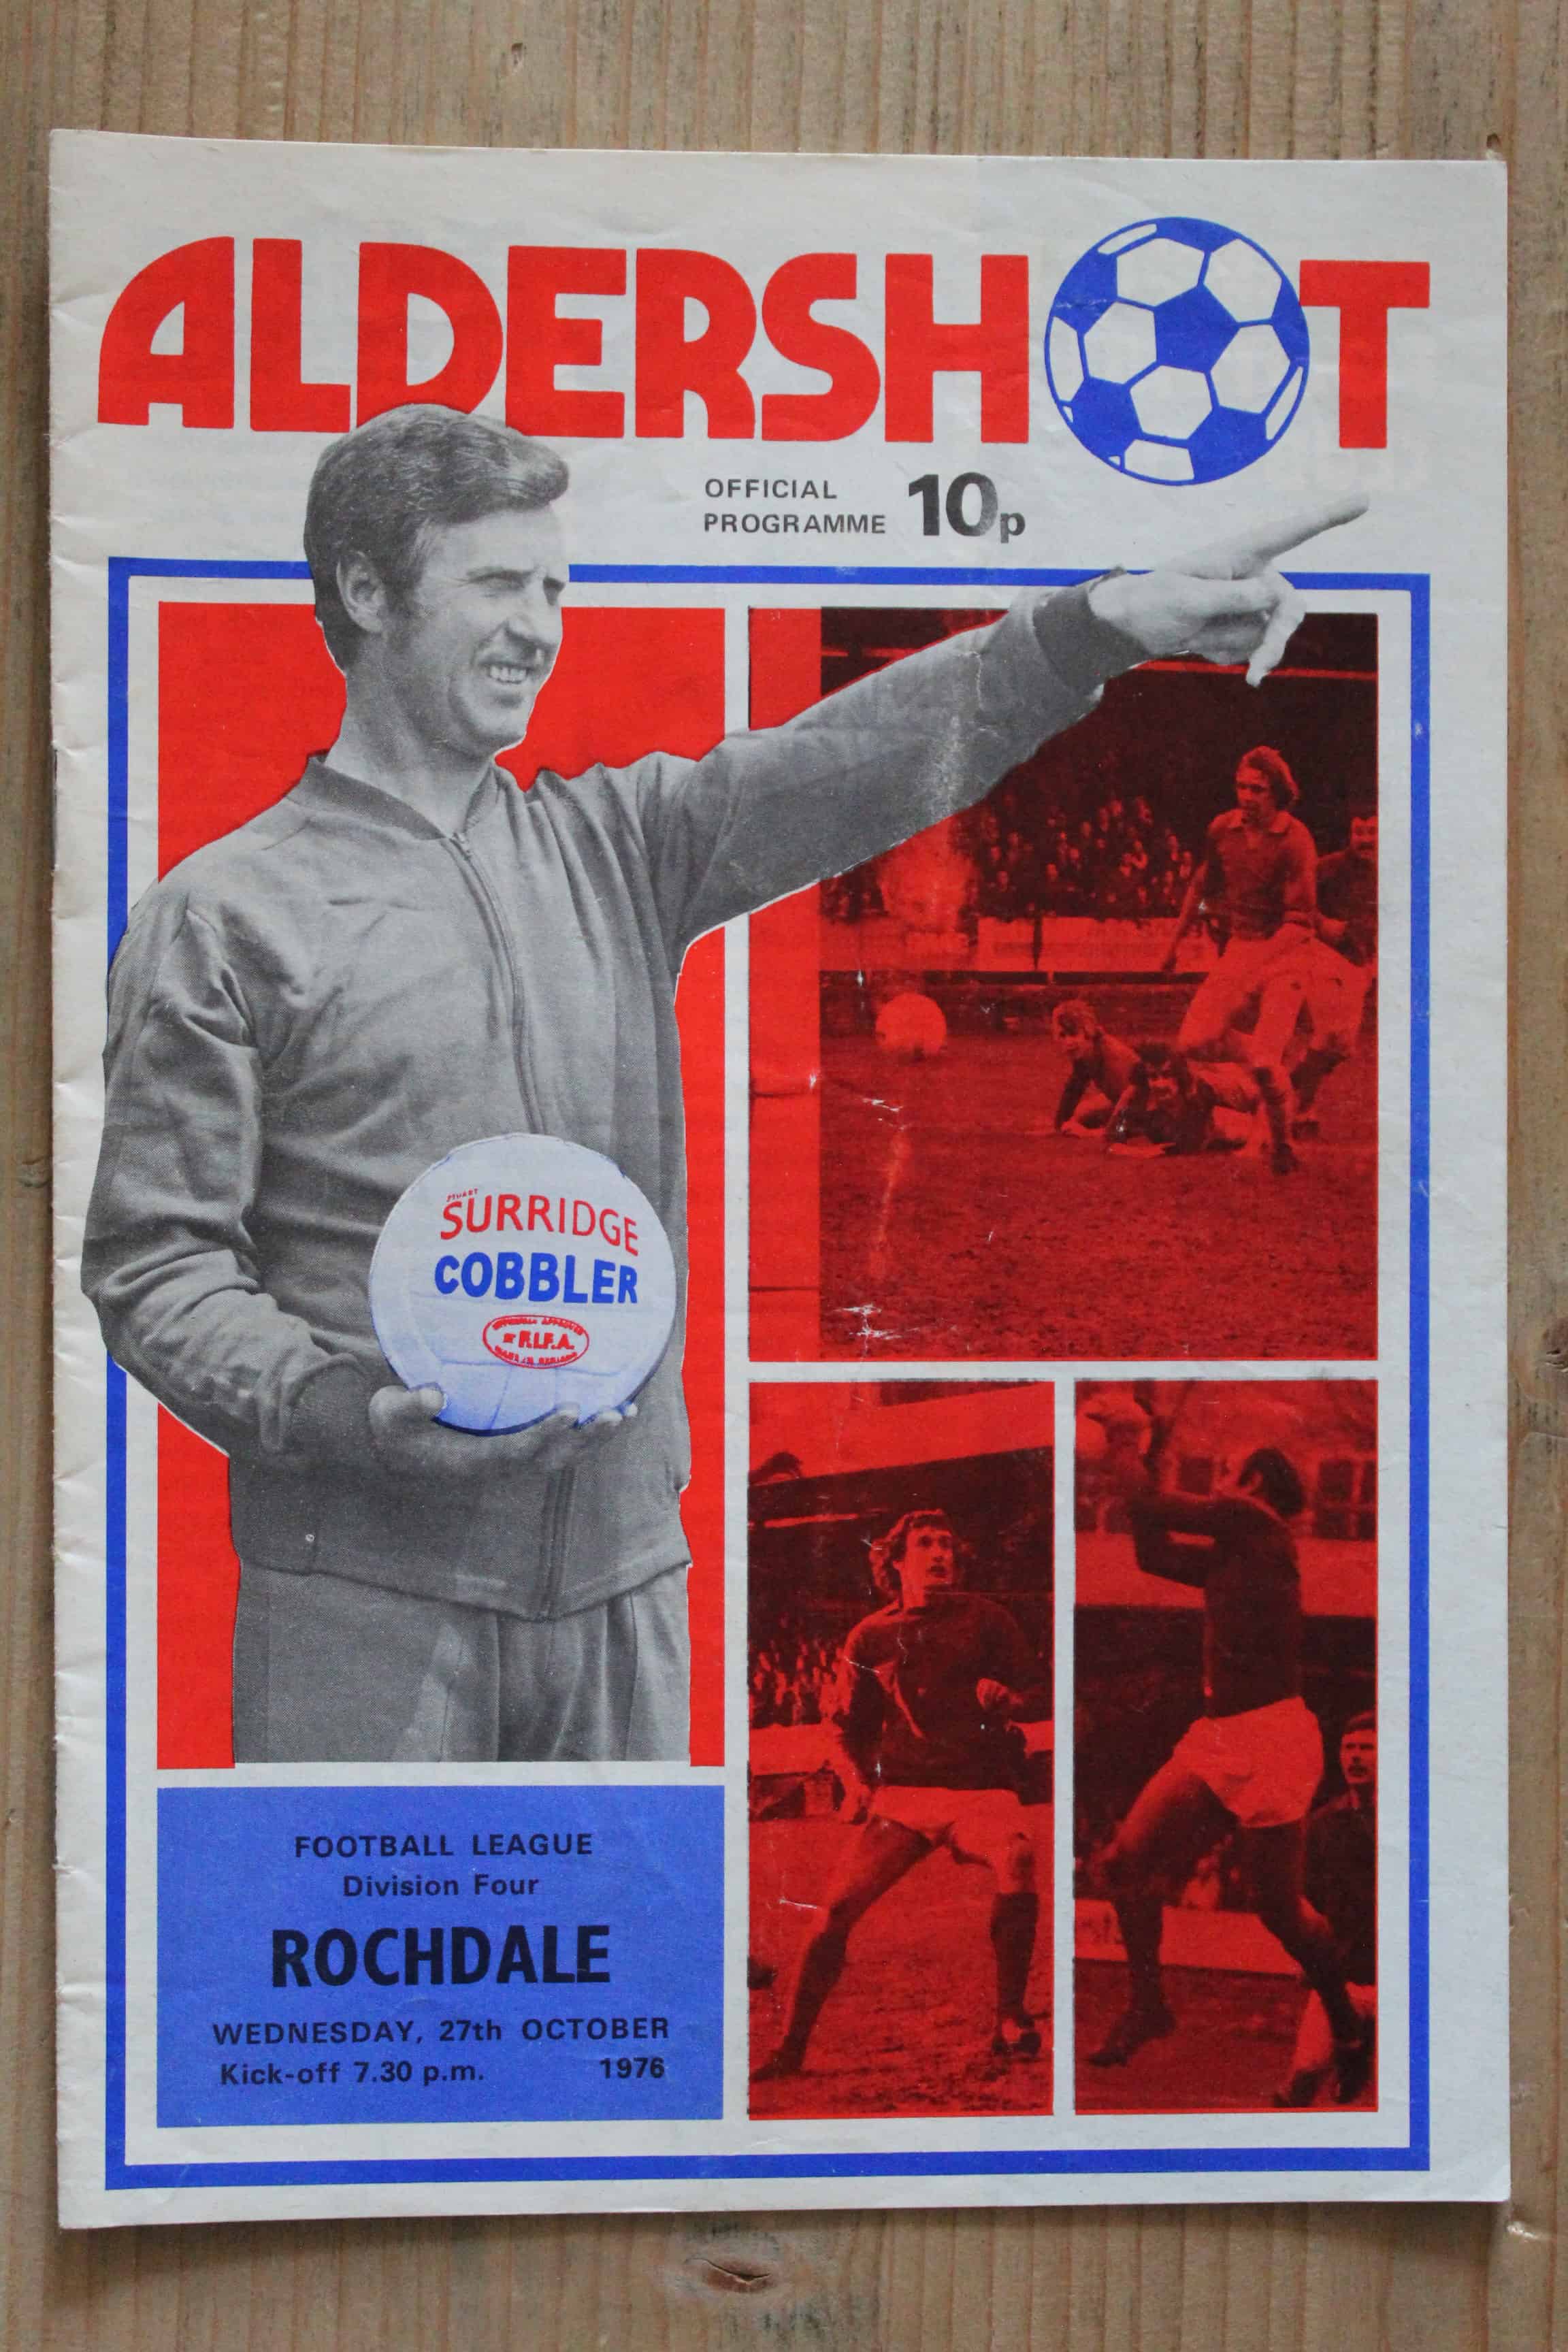 ALDERSHOT
OFFICIAL
PROGRAMME 10p
STUART
SURRIDGE
COBBLER
F.I.F.A.
FOOTBALL LEAGUE
Division Four
ROCHDALE
WEDNESDAY, 27th OCTOBER
Kick-off 7.30 p.m. 1976